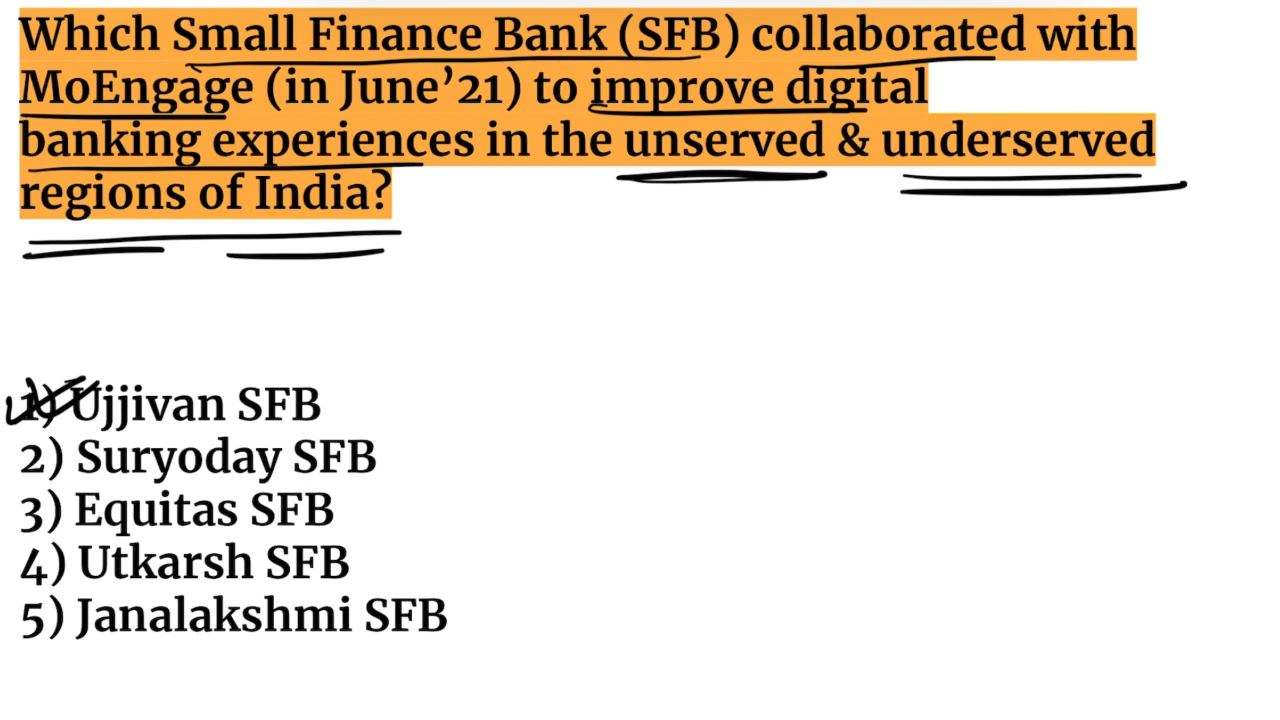 Which Small Finance Bank (SFB) collaborated with
MoEngage (in June’21) to improve digital
banking experiences in the unserved & underserved
regions of India?
1) Ujjivan SFB
2) Suryoday SFB
3) Equitas SFB
4) Utkarsh SFB
5) Janalakshmi SFB